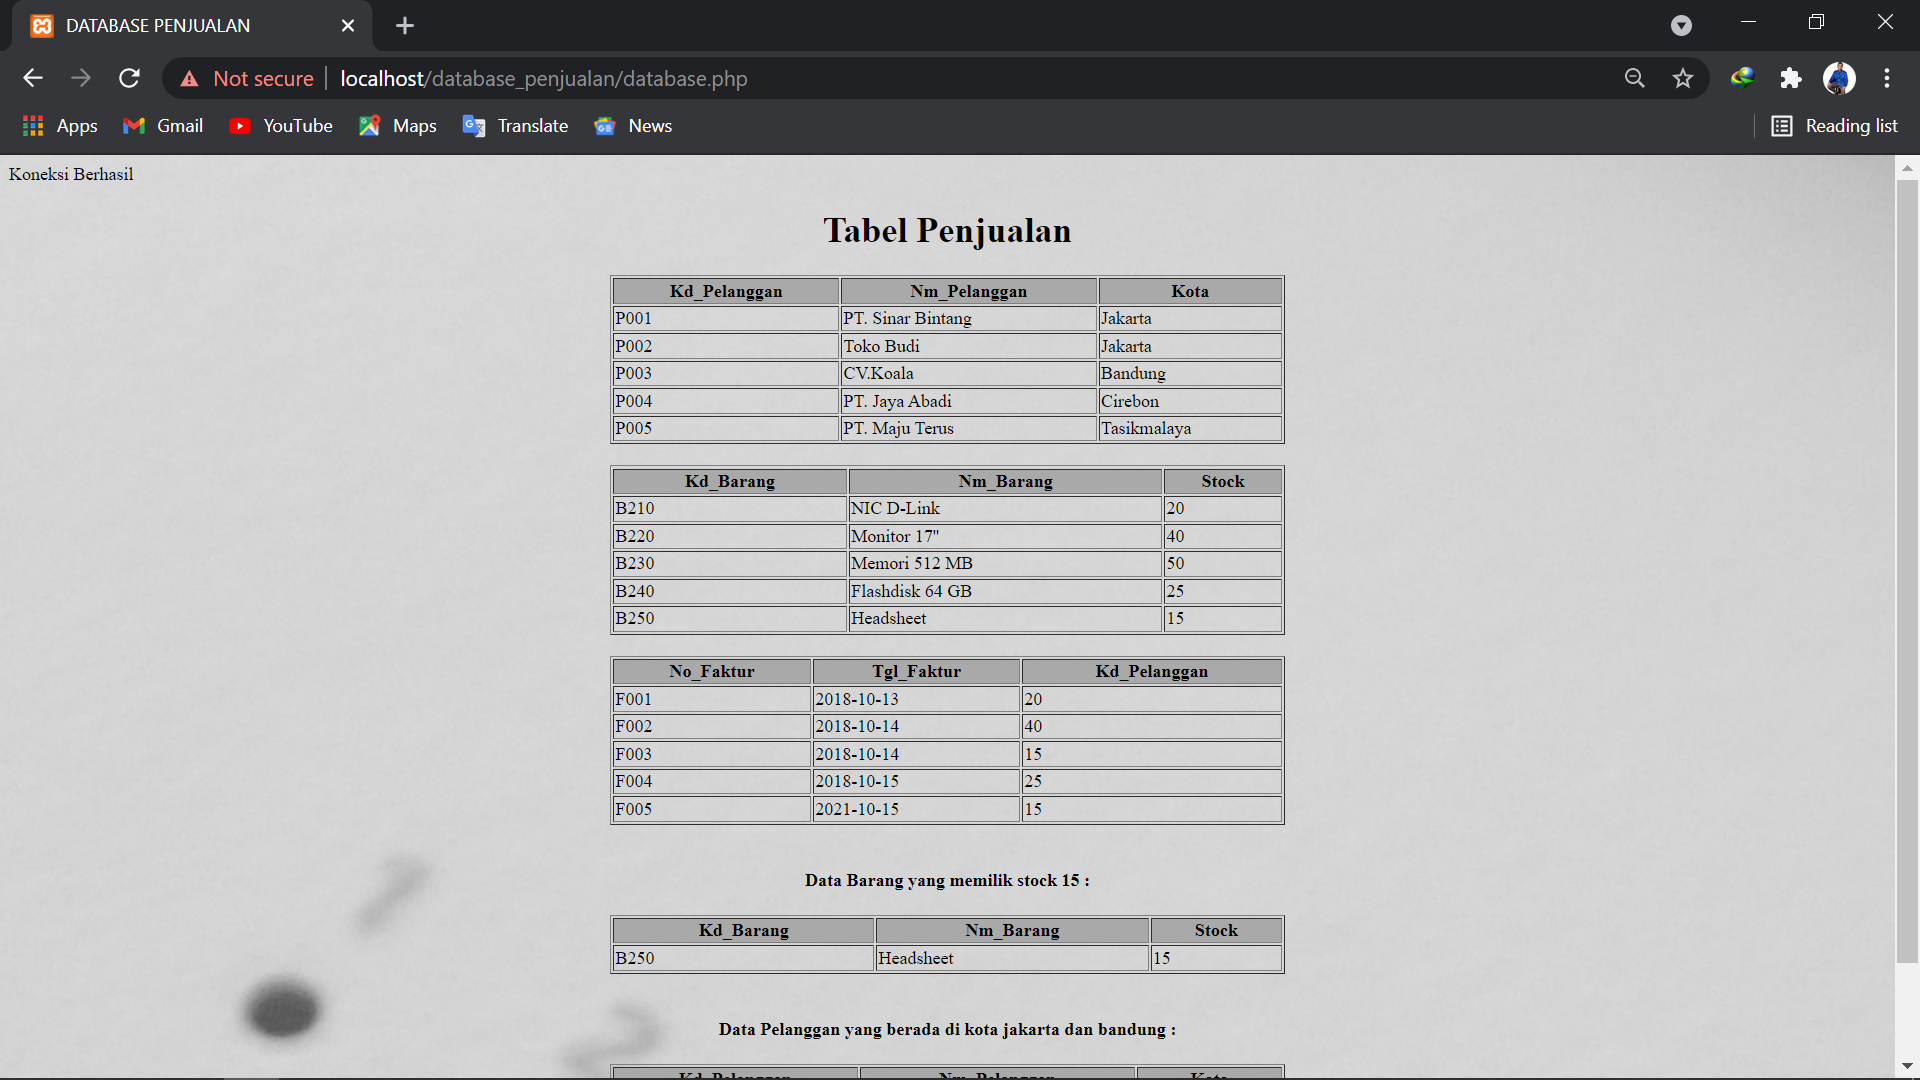 DATABASE PENJUALAN
Not secure localhost/database_penjualan/database.php
Apps Gmail YouTube Maps Translate News Reading list
Koneksi Berhasil
Tabel Penjualan
Kd_Pelanggan Nm_Pelanggan Kota
P001 PT. Sinar Bintang Jakarta
P002 Toko Budi Jakarta
P003 CV.Koala Bandung
P004 PT. Jaya Abadi Cirebon
P005 PT. Maju Terus Tasikmalaya
Kd_Barang Nm_Barang Stock
B210 NIC D-Link 20
B220 Monitor 17" 40
B230 Memori 512 MB 50
B240 Flashdisk 64 GB 25
B250 Headsheet 15
No_Faktur Tgl_Faktur Kd_Pelanggan
F001 2018-10-13 20
F002 2018-10-14 40
F003 2018-10-14 15
F004 2018-10-15 25
F005 2021-10-15 15
Data Barang yang memilik stock 15 :
Kd_Barang Nm_Barang Stock
B250 Headsheet 15
Data Pelanggan yang berada di kota jakarta dan bandung :
Kd_Pelanggan Nm_Pelanggan Kota